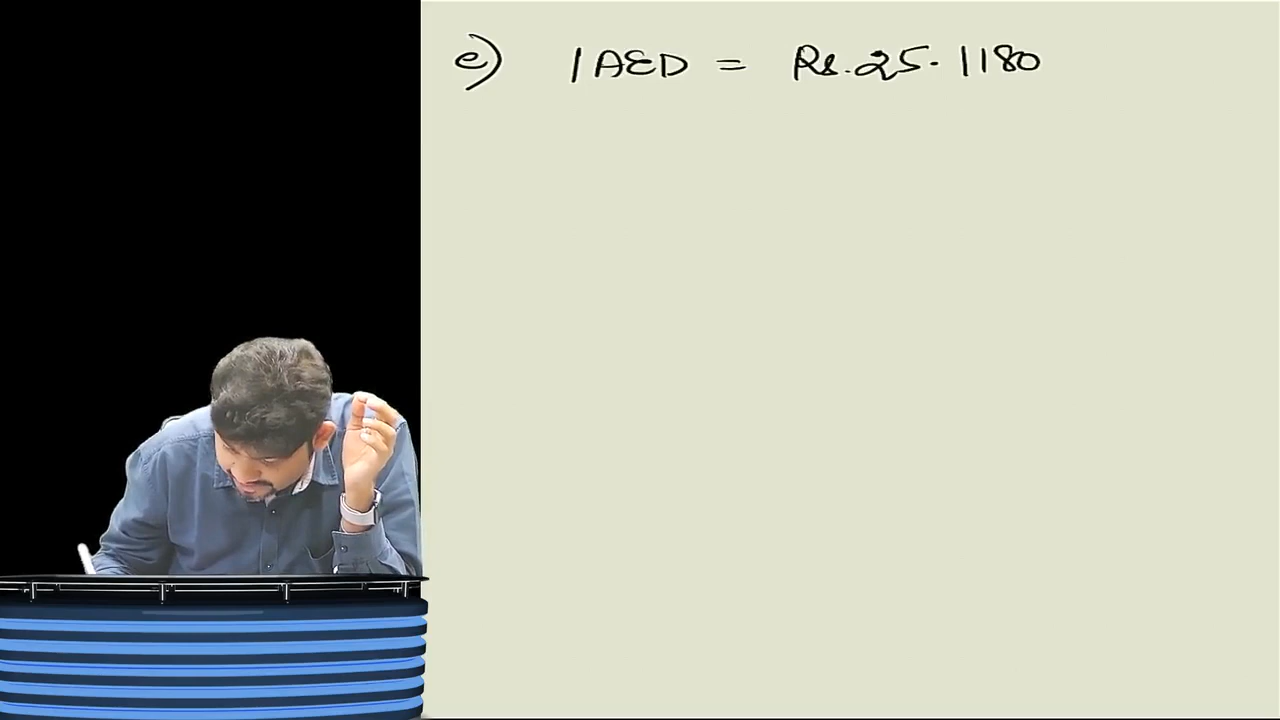 e) 1 AED = Rs. 25.1180